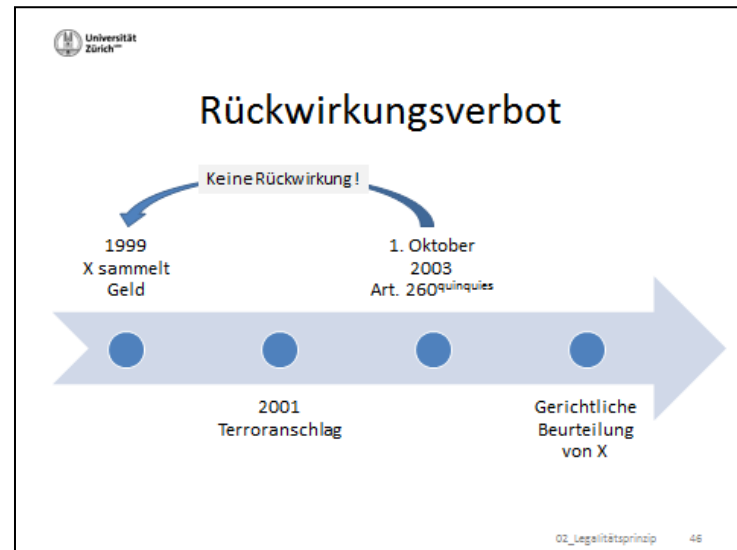 Universität
Zürich UZH
Rückwirkungsverbot
Keine Rückwirkung!
1999
X sammelt
Geld
1. Oktober
2003
Art. 260quinquies
2001
Terroranschlag
Gerichtliche
Beurteilung
von X
02_Legalitätsprinzip 46